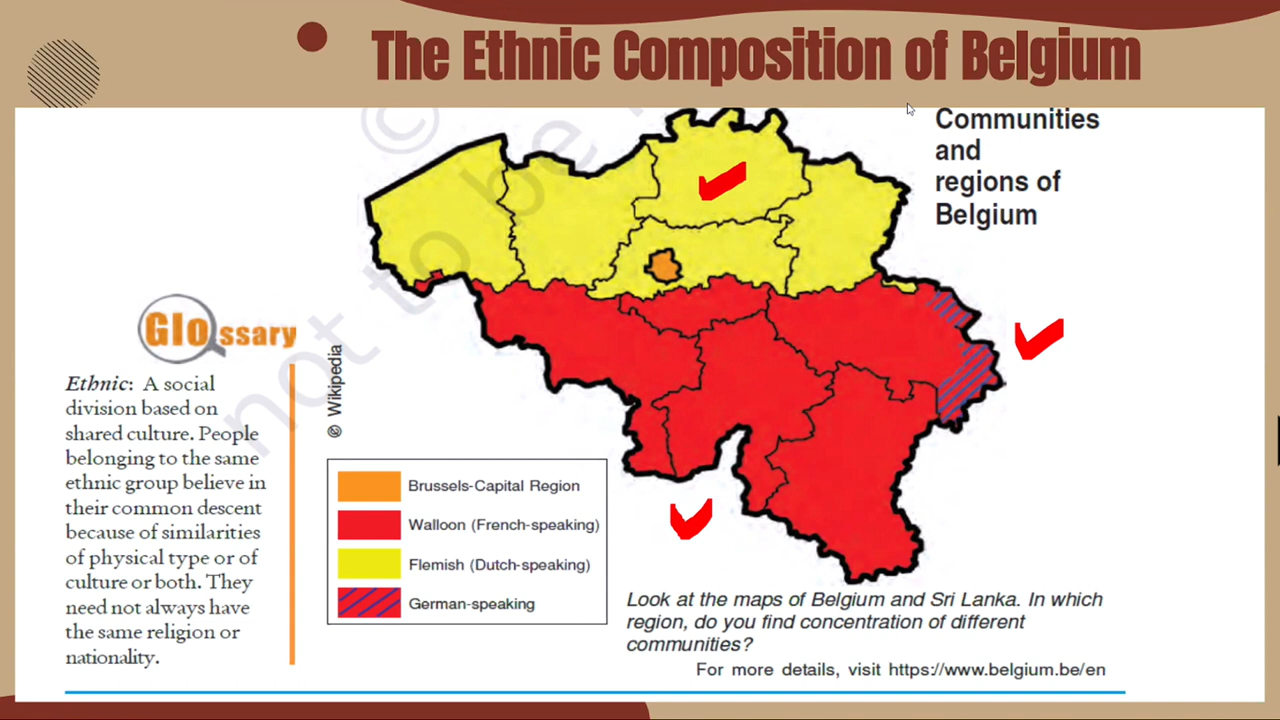 The Ethnic Composition of Belgium
Communities
and
regions of
Belgium
© not to be
Glossary
Ethnic: A social
division based on
shared culture. People
belonging to the same
ethnic group believe in
their common descent
because of similarities
of physical type or of
culture or both. They
need not always have
the same religion or
nationality.
© Wikipedia
Brussels-Capital Region
Walloon (French-speaking)
Flemish (Dutch-speaking)
German-speaking
Look at the maps of Belgium and Sri Lanka. In which
region, do you find concentration of different
communities?
For more details, visit https://www.belgium.be/en